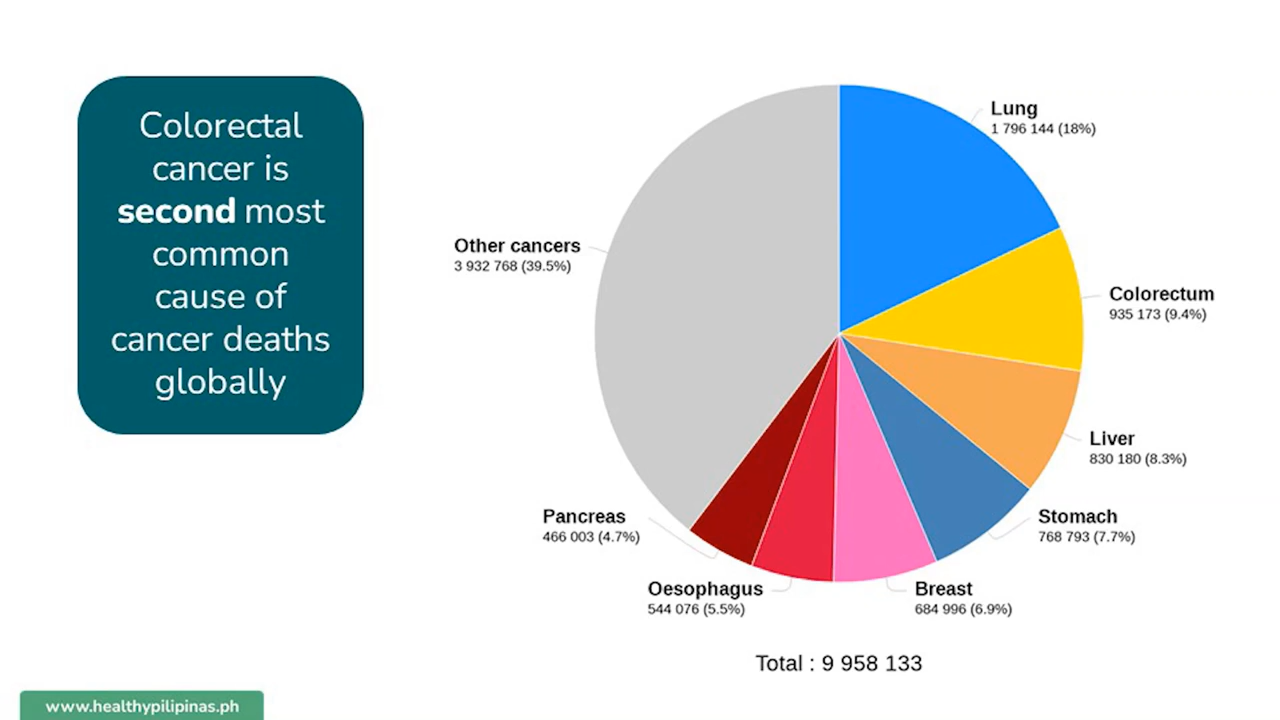 Colorectal
cancer is
second most
common
cause of
cancer deaths
globally
Lung
1 796 144 (18%)
Colorectum
935 173 (9.4%)
Liver
830 180 (8.3%)
Stomach
768 793 (7.7%)
Breast
684 996 (6.9%)
Oesophagus
544 076 (5.5%)
Pancreas
466 003 (4.7%)
Other cancers
3 932 768 (39.5%)
Total : 9 958 133
www.healthypilipinas.ph